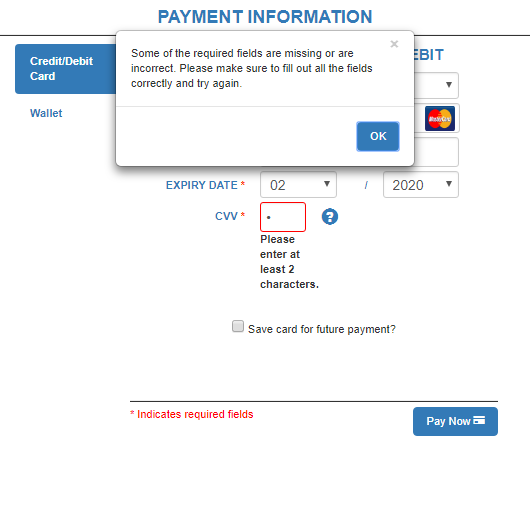 PAYMENT INFORMATION
×
Some of the required fields are missing or are
incorrect. Please make sure to fill out all the fields
correctly and try again.
OK
Credit/Debit
Card
Wallet
EBIT
EXPIRY DATE * 02 / 2020
CVV * • ?
Please
enter at
least 2
characters.
Save card for future payment?
* Indicates required fields
Pay Now